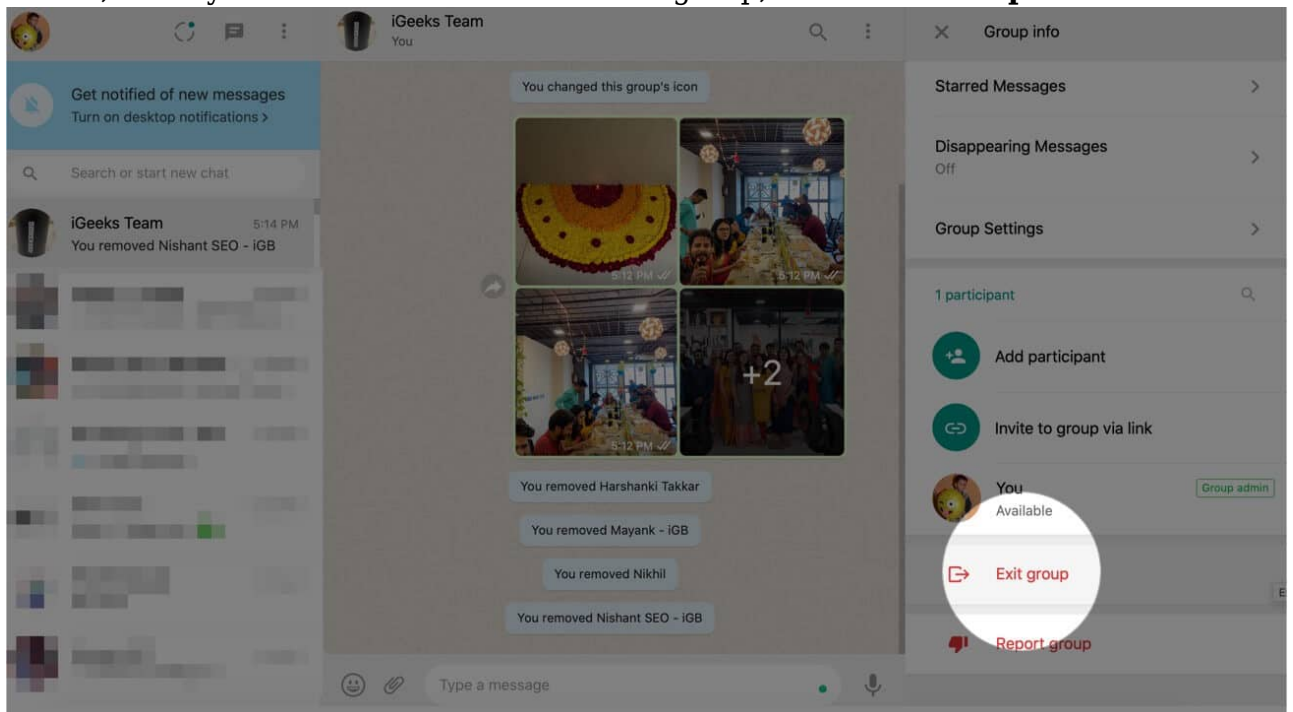 group,
Get notified of new messages
Turn on desktop notifications >
Search or start new chat
iGeeks Team 5:14 PM
You removed Nishant SEO - iGB
iGeeks Team
You
You changed this group's icon
5:12 PM
5:12 PM
5:12 PM
+2
You removed Harshanki Takkar
You removed Mayank - iGB
You removed Nikhil
You removed Nishant SEO - iGB
Type a message
Group info
Starred Messages
Disappearing Messages
Off
Group Settings
1 participant
Add participant
Invite to group via link
You Group admin
Available
Exit group
Report group